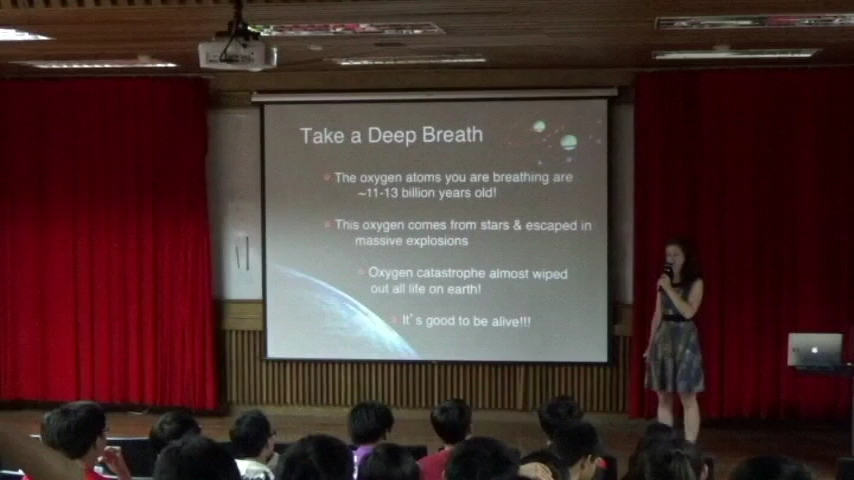 Take a Deep Breath
The oxygen atoms you are breathing are
~11-13 billion years old!
This oxygen comes from stars & escaped in
massive explosions
Oxygen catastrophe almost wiped
out all life on earth!
It's good to be alive!!!